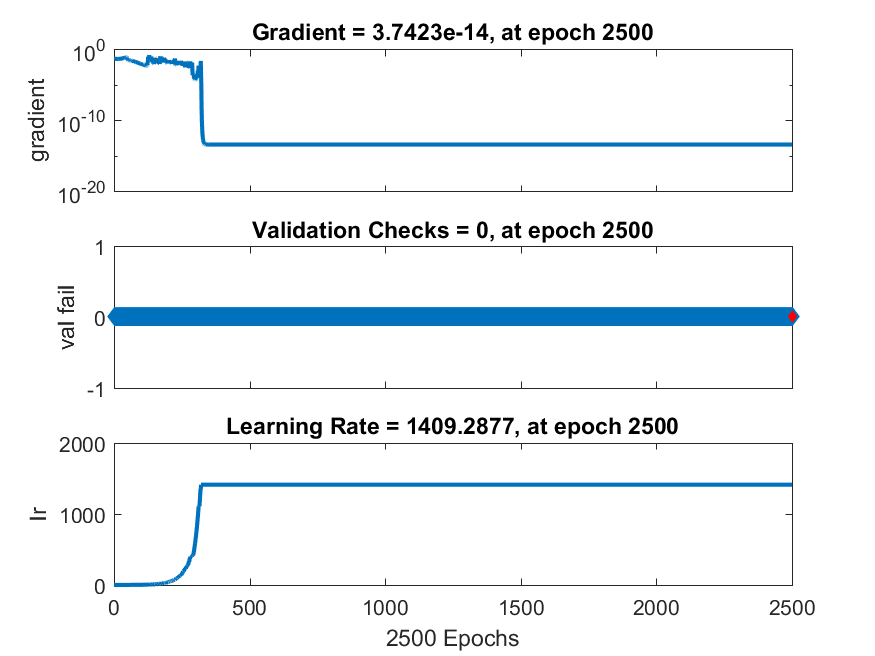 Gradient = 3.7423e-14, at epoch 2500
10^0
10^-10
10^-20
gradient
Validation Checks = 0, at epoch 2500
1
0
-1
val fail
Learning Rate = 1409.2877, at epoch 2500
2000
1000
0
lr
0 500 1000 1500 2000 2500
2500 Epochs